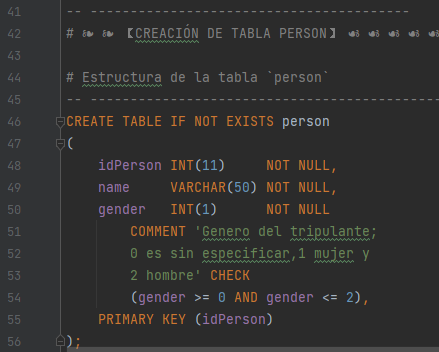 41 -- ---------------------------------------
42 # ❧ ❧ ❧ 【CREACIÓN DE TABLA PERSON】 ☙ ☙ ☙ ☙ ☙
43
44 # Estructura de la tabla `person`
45 -- ------------------------------------------
46 CREATE TABLE IF NOT EXISTS person
47 (
48 idPerson INT(11) NOT NULL,
49 name VARCHAR(50) NOT NULL,
50 gender INT(1) NOT NULL
51 COMMENT 'Genero del tripulante;
52 0 es sin especificar,1 mujer y
53 2 hombre' CHECK
54 (gender >= 0 AND gender <= 2),
55 PRIMARY KEY (idPerson)
56 );